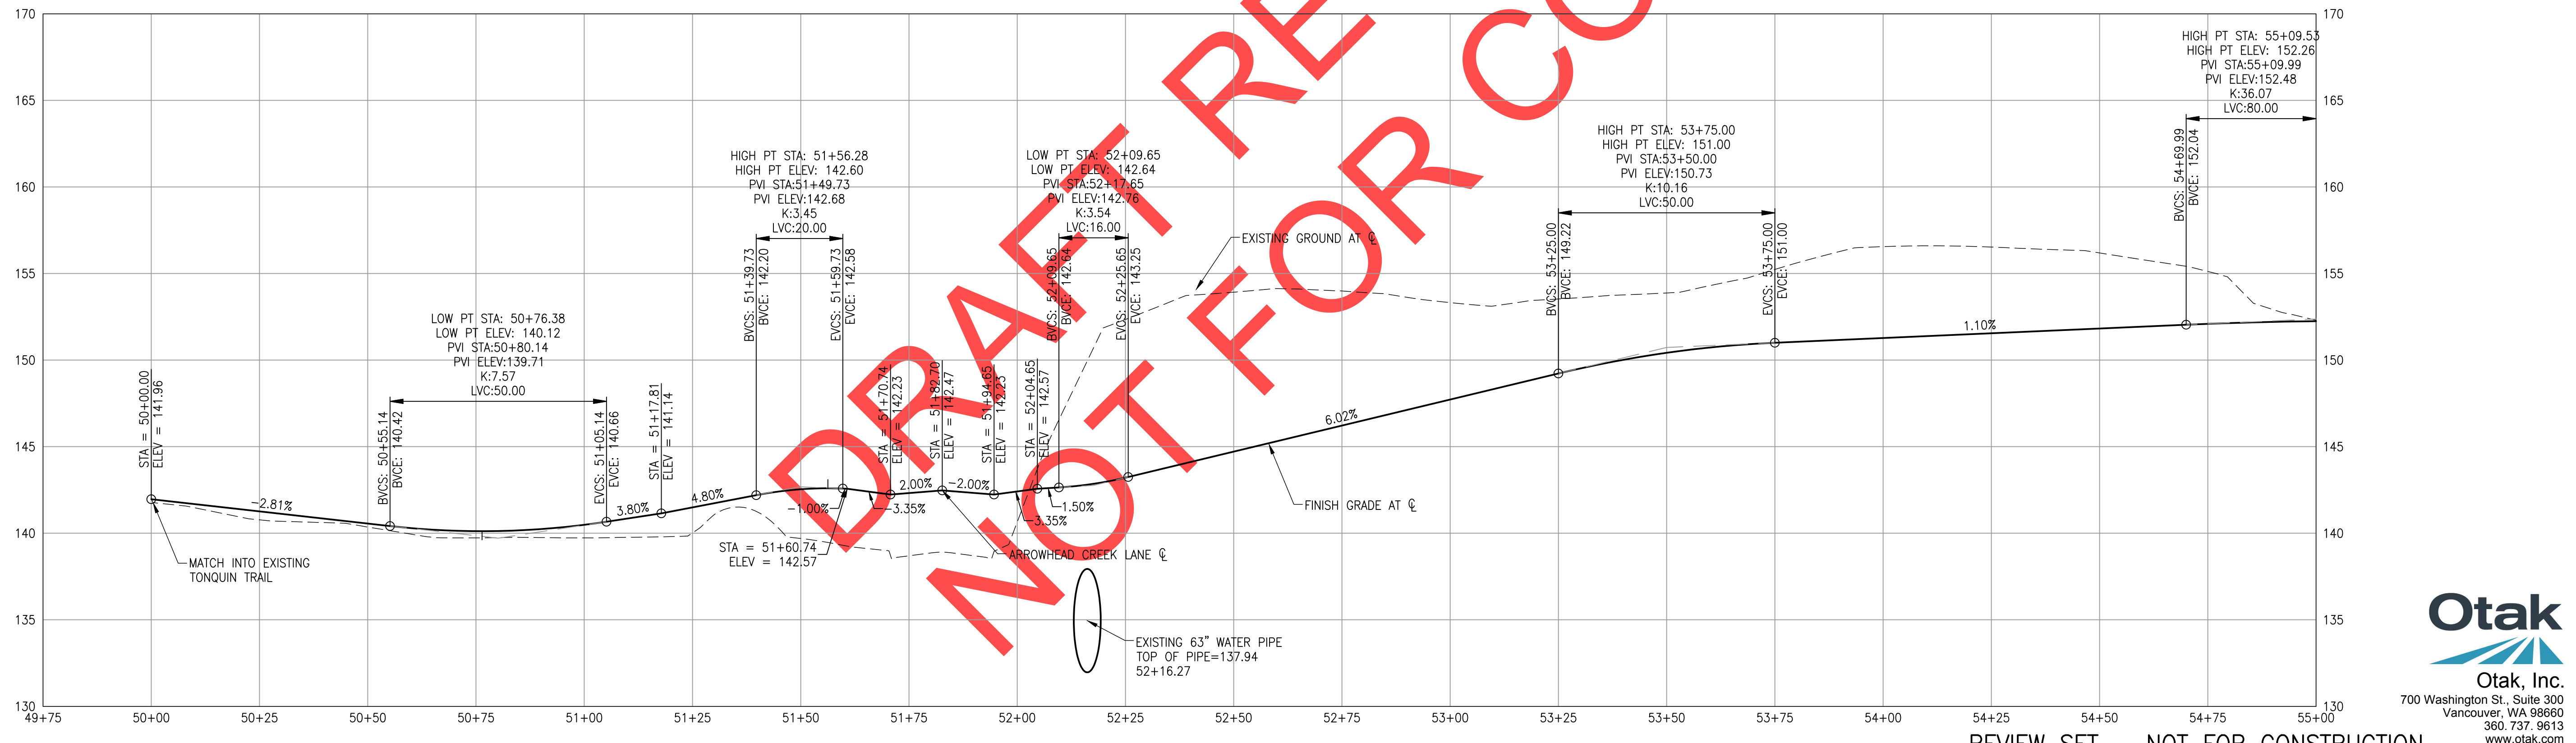 170
165
160
155
150
145
140
135
130
STA = 50+00.00
ELEV = 141.96
-2.81%
MATCH INTO EXISTING
TONQUIN TRAIL
LOW PT STA: 50+76.38
LOW PT ELEV: 140.12
PVI STA:50+80.14
PVI ELEV:139.71
K:7.57
LVC:50.00
BVCS: 50+55.14
BVCE: 140.42
EVCS: 51+05.14
EVCE: 140.66
3.80%
STA = 51+17.81
ELEV = 141.14
4.80%
HIGH PT STA: 51+56.28
HIGH PT ELEV: 142.60
PVI STA:51+49.73
PVI ELEV:142.68
K:3.45
LVC:20.00
BVCS: 51+39.73
BVCE: 142.20
EVCS: 51+59.73
EVCE: 142.58
-1.00%
STA = 51+60.74
ELEV = 142.57
-3.35%
STA = 51+70.74
ELEV = 142.23
2.00%
STA = 51+82.70
ELEV = 142.47
-2.00%
ARROWHEAD CREEK LANE ℄
STA = 51+94.65
ELEV = 142.23
3.35%
STA = 52+04.65
ELEV = 142.57
1.50%
LOW PT STA: 52+09.65
LOW PT ELEV: 142.64
PVI STA:52+17.65
PVI ELEV:142.76
K:3.54
LVC:16.00
BVCS: 52+09.65
BVCE: 142.64
EVCS: 52+25.65
EVCE: 143.25
EXISTING GROUND AT ℄
EXISTING 63" WATER PIPE
TOP OF PIPE=137.94
52+16.27
6.02%
FINISH GRADE AT ℄
HIGH PT STA: 53+75.00
HIGH PT ELEV: 151.00
PVI STA:53+50.00
PVI ELEV:150.73
K:10.16
LVC:50.00
BVCS: 53+25.00
BVCE: 149.22
EVCS: 53+75.00
EVCE: 151.00
1.10%
HIGH PT STA: 55+09.53
HIGH PT ELEV: 152.26
PVI STA:55+09.99
PVI ELEV:152.48
K:36.07
LVC:80.00
BVCS: 54+69.99
BVCE: 152.04
170
165
160
155
150
145
140
135
130
49+75 50+00 50+25 50+50 50+75 51+00 51+25 51+50 51+75 52+00 52+25 52+50 52+75 53+00 53+25 53+50 53+75 54+00 54+25 54+50 54+75 55+00
DRAFT RE
NOT FOR CO
Otak
Otak, Inc.
700 Washington St., Suite 300
Vancouver, WA 98660
360. 737. 9613
www.otak.com
REVIEW SET NOT FOR CONSTRUCTION